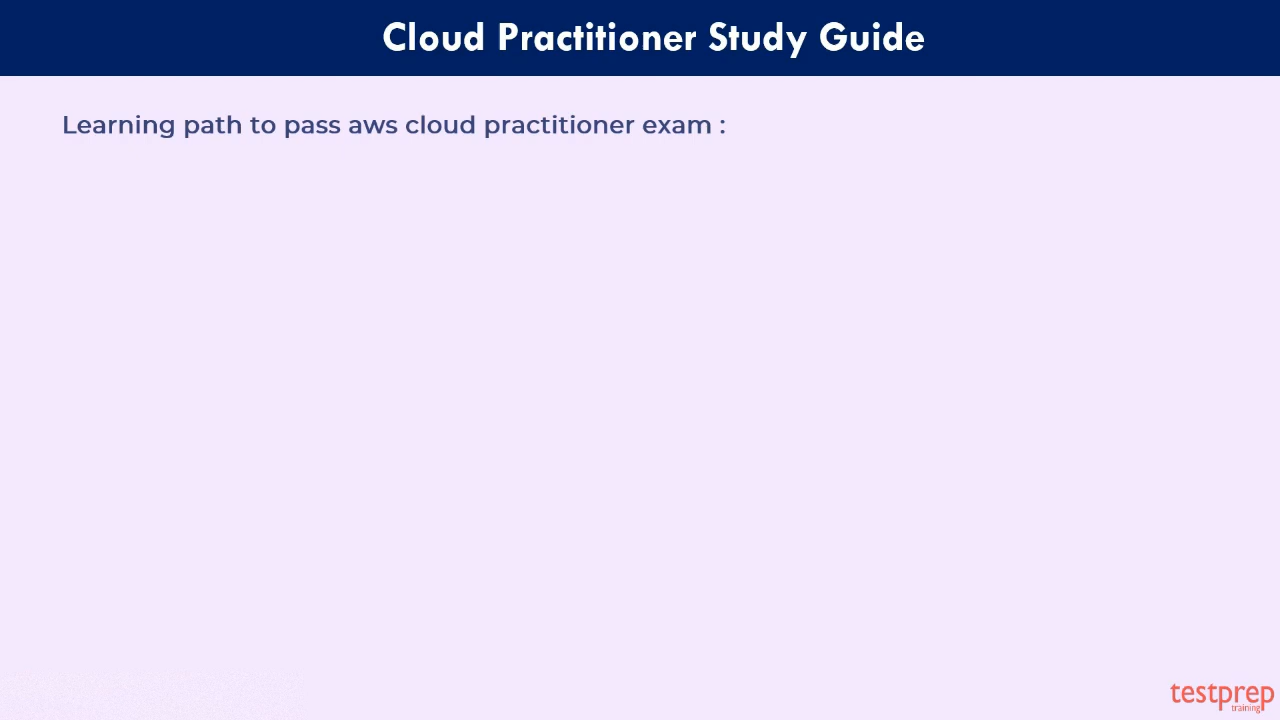 Cloud Practitioner Study Guide
Learning path to pass aws cloud practitioner exam :
testprep
training